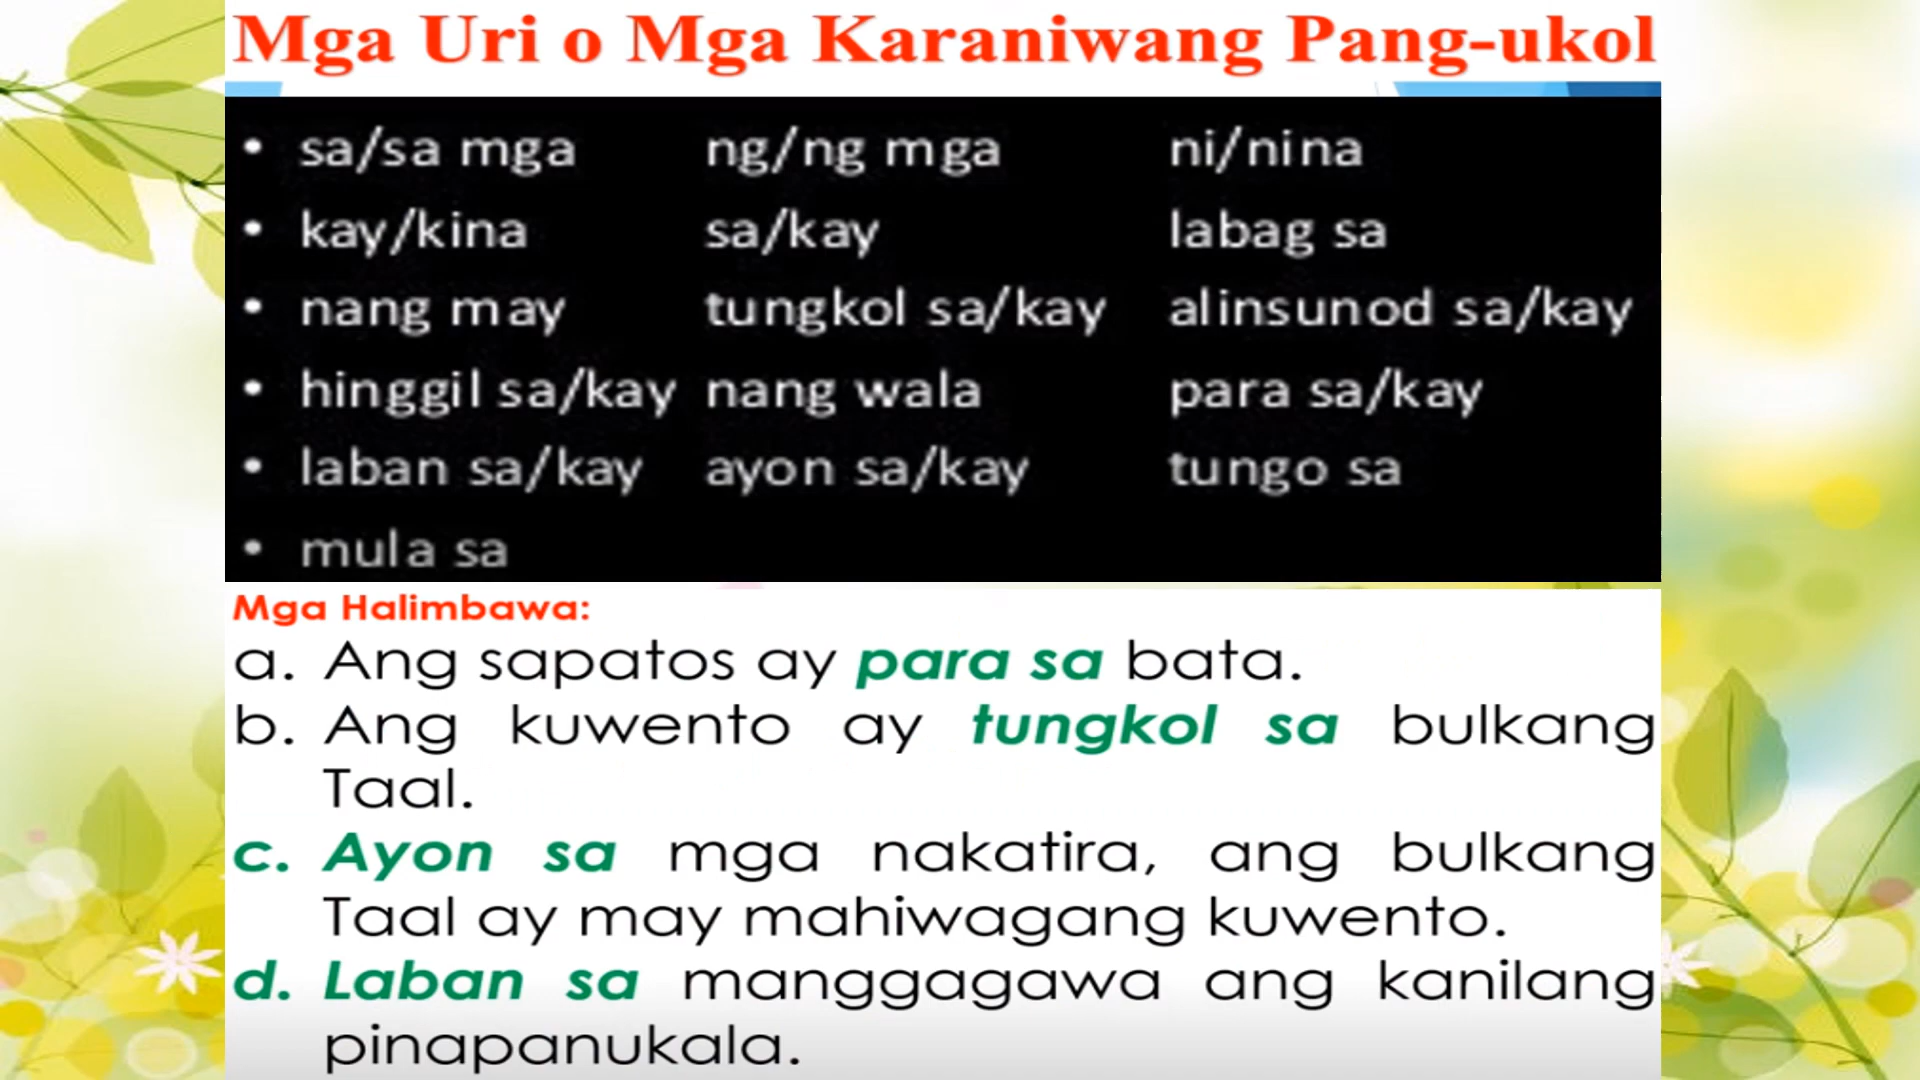 Mga Uri o Mga Karaniwang Pang-ukol
• sa/sa mga ng/ng mga ni/nina
• kay/kina sa/kay labag sa
• nang may tungkol sa/kay alinsunod sa/kay
• hinggil sa/kay nang wala para sa/kay
• laban sa/kay ayon sa/kay tungo sa
• mula sa
Mga Halimbawa:
a. Ang sapatos ay para sa bata.
b. Ang kuwento ay tungkol sa bulkang
Taal.
c. Ayon sa mga nakatira, ang bulkang
Taal ay may mahiwagang kuwento.
d. Laban sa manggagawa ang kanilang
pinapanukala.